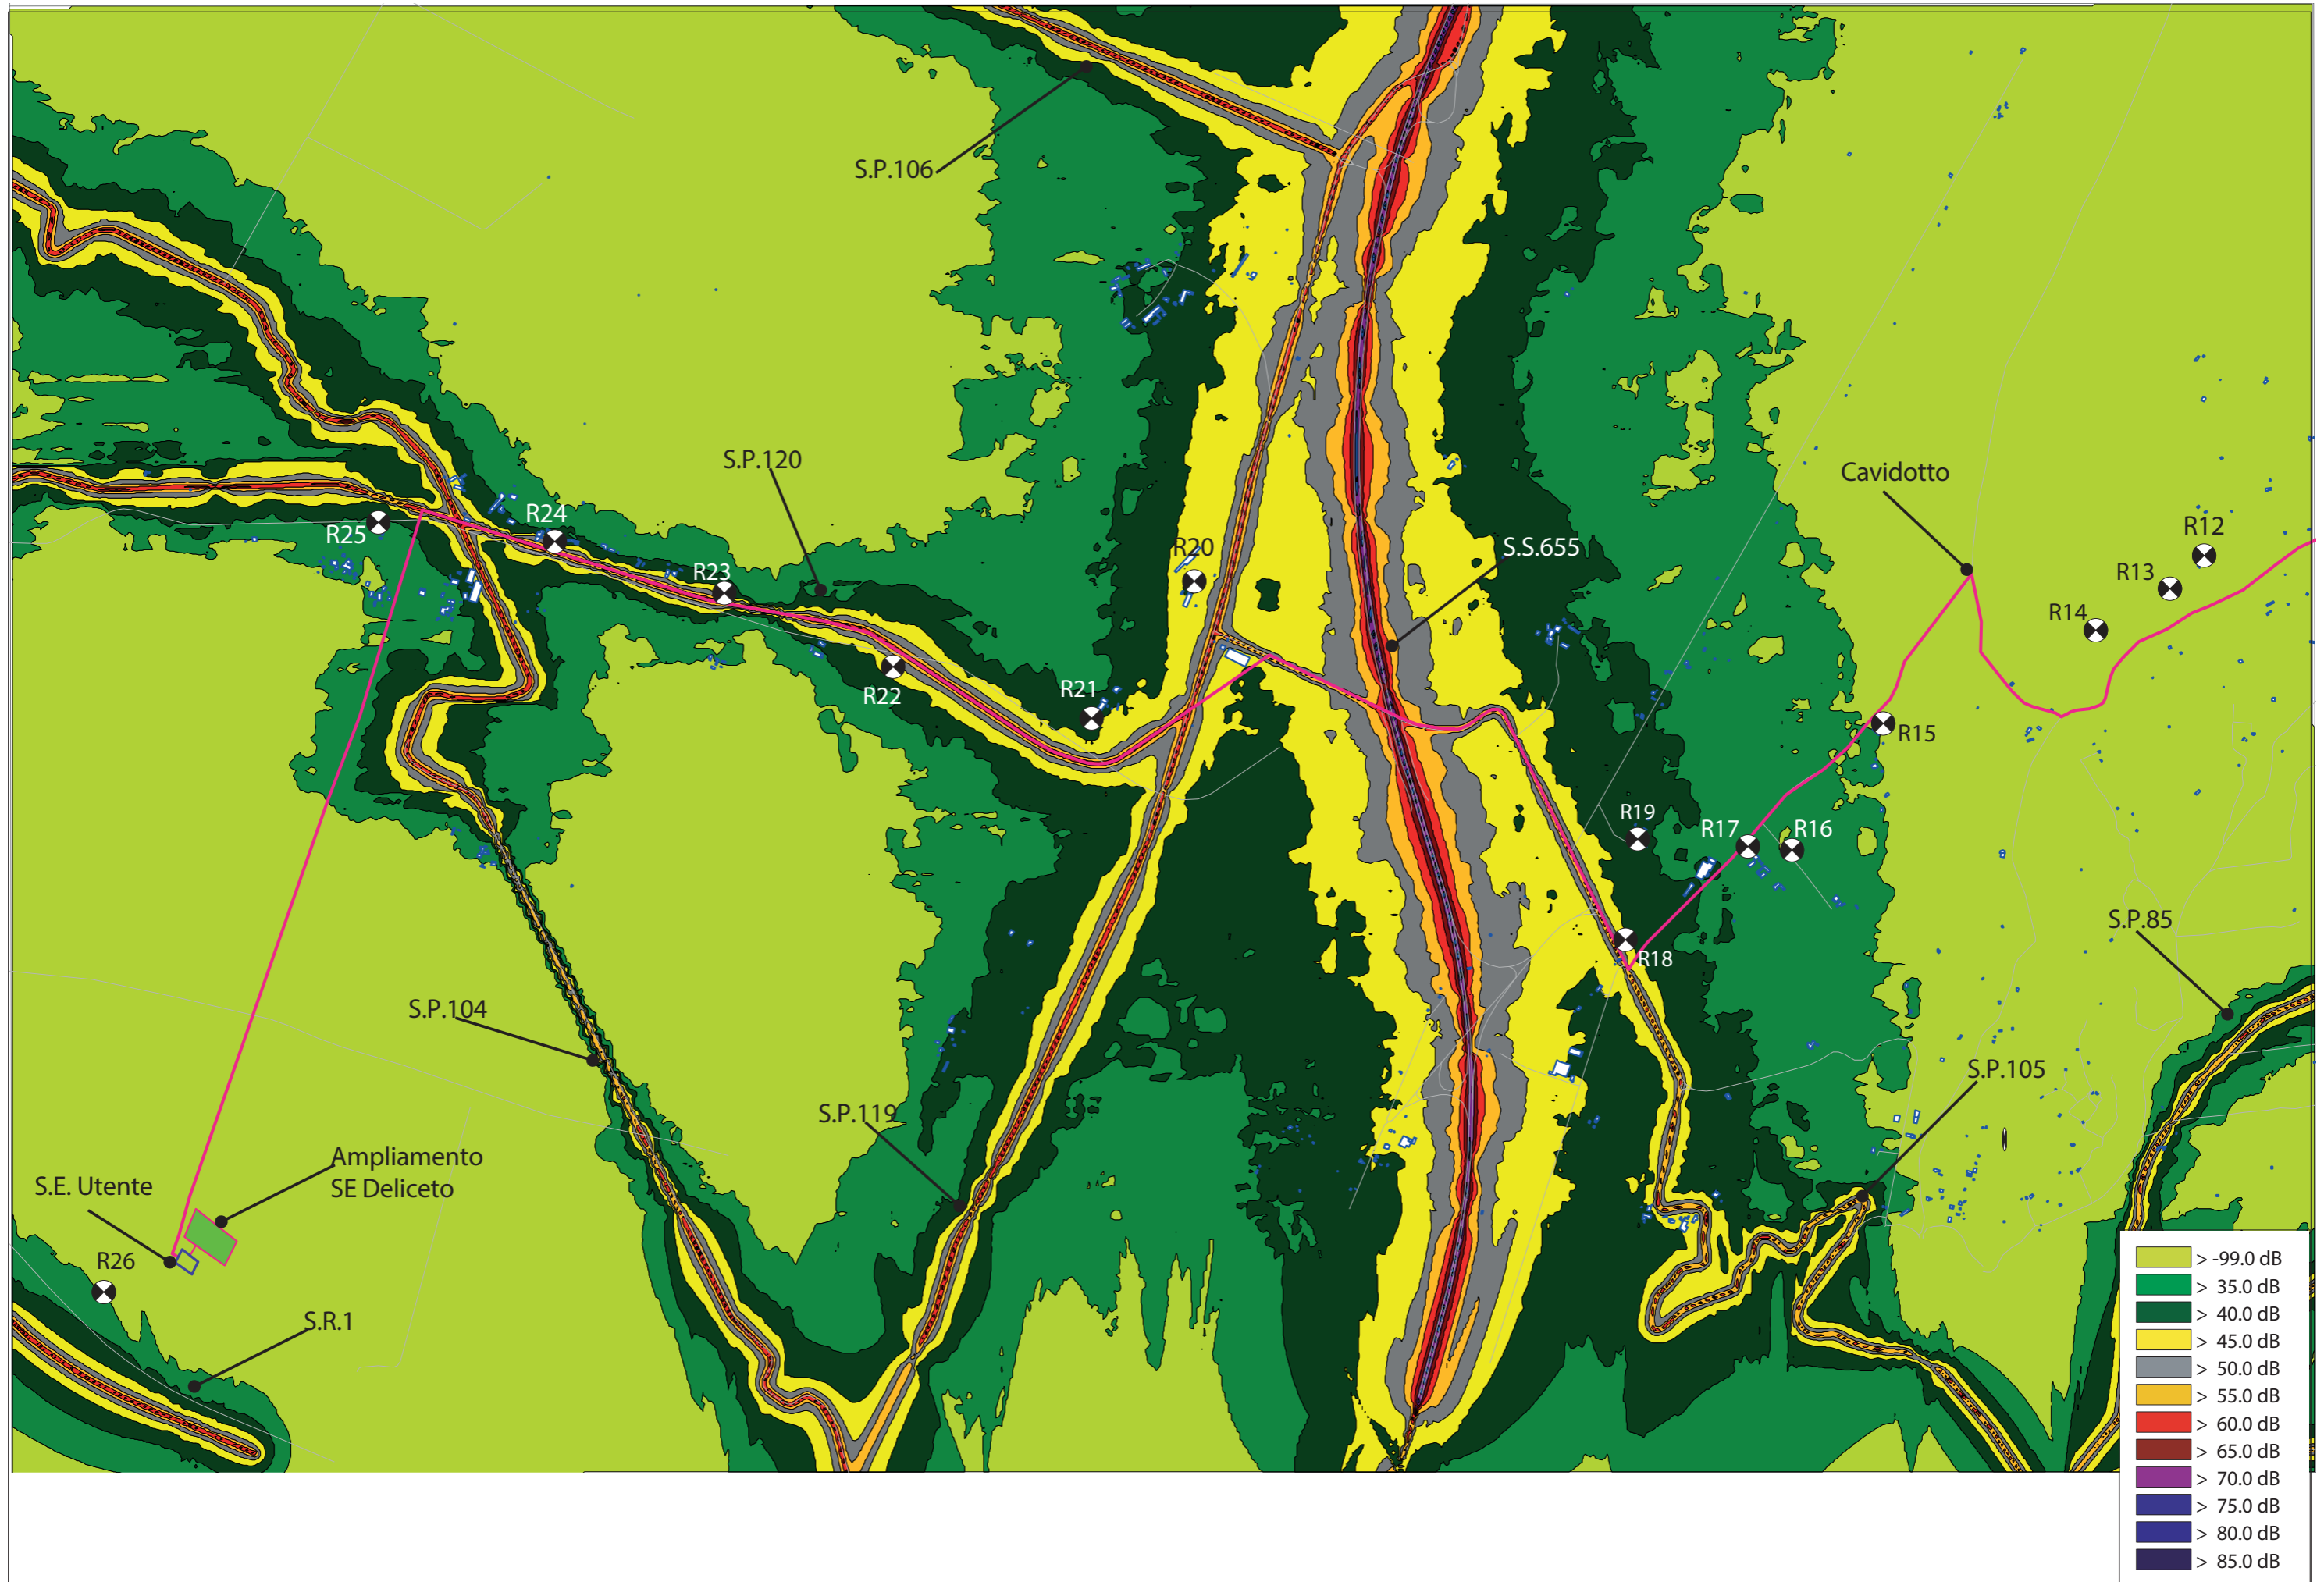 S.P.106
S.P.120
Cavidotto
R24
R25
R20
S.S.655
R12
R13
R23
R14
R22
R21
R15
R19
R17
R16
S.P.85
R18
S.P.104
S.P.105
S.P.119
Ampliamento
SE Deliceto
S.E. Utente
R26
S.R.1
> -99.0 dB
> 35.0 dB
> 40.0 dB
> 45.0 dB
> 50.0 dB
> 55.0 dB
> 60.0 dB
> 65.0 dB
> 70.0 dB
> 75.0 dB
> 80.0 dB
> 85.0 dB